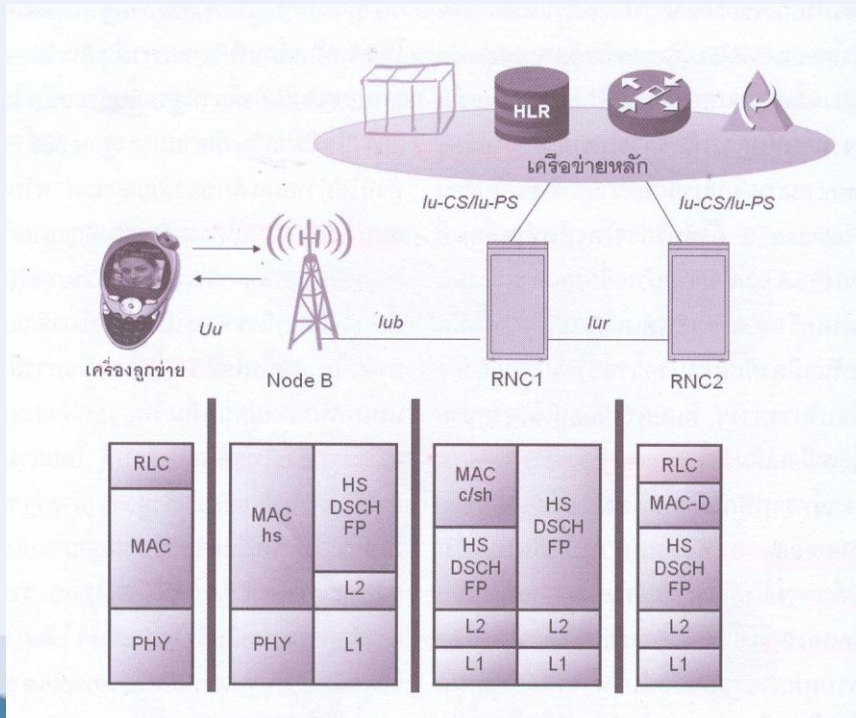 HLR
เครือข่ายหลัก
Iu-CS/Iu-PS
Iu-CS/Iu-PS
Uu
Iub
Iur
เครื่องลูกข่าย
Node B
RNC1
RNC2
RLC
MAC
PHY
MAC
hs
HS
DSCH
FP
L2
PHY
L1
MAC
c/sh
HS
DSCH
FP
HS
DSCH
FP
L2
L2
L1
L1
RLC
MAC-D
HS
DSCH
FP
L2
L1